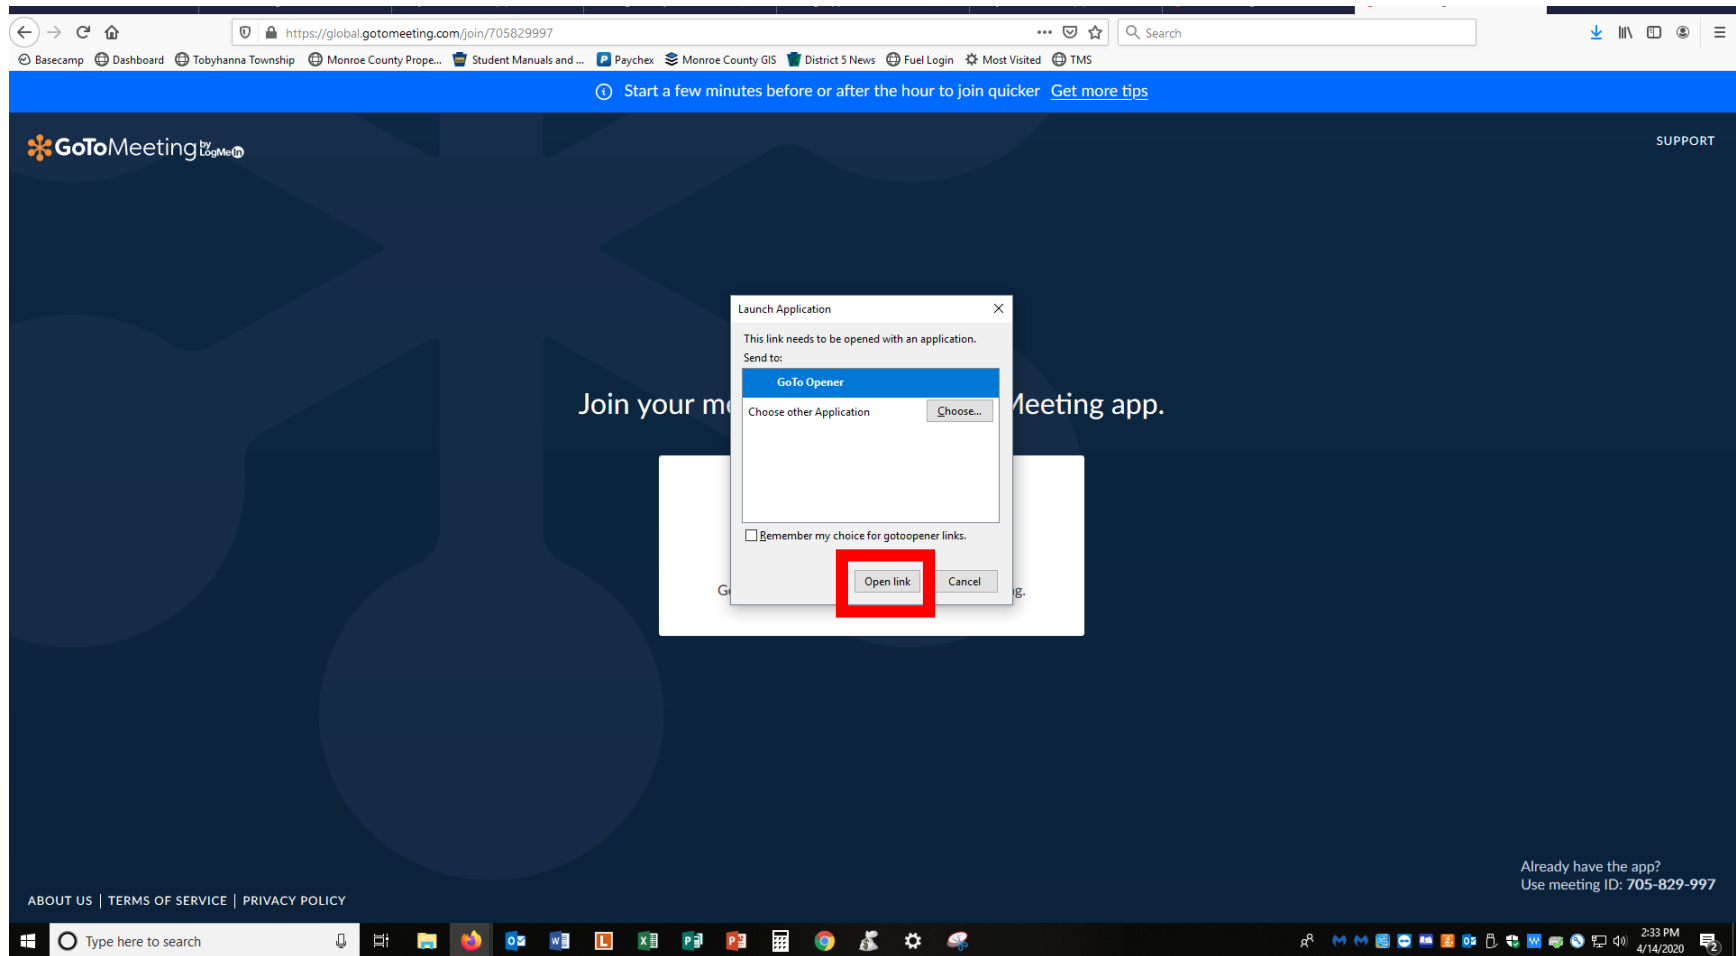 https://global.gotomeeting.com/join/705829997
Search
Basecamp Dashboard Tobyhanna Township Monroe County Prope... Student Manuals and ... Paychex Monroe County GIS District 5 News Fuel Login Most Visited TMS
Start a few minutes before or after the hour to join quicker Get more tips
GoToMeeting by LogMeIn
SUPPORT
Launch Application
This link needs to be opened with an application.
Send to:
GoTo Opener
Choose other Application Choose...
Join your m Meeting app.
Remember my choice for gotoopener links.
Open link Cancel
G g.
Already have the app?
Use meeting ID: 705-829-997
ABOUT US | TERMS OF SERVICE | PRIVACY POLICY
Type here to search
2:33 PM
4/14/2020
2